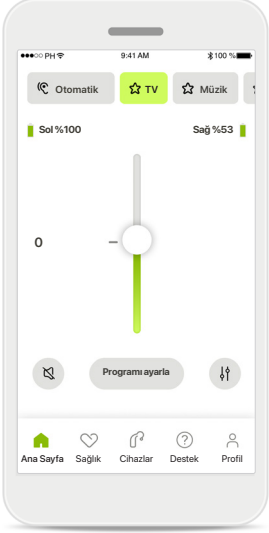 PH 9:41 AM 100 %
Otomatik TV Müzik
Sol %100 Sağ %53
0
Programı ayarla
Ana Sayfa Sağlık Cihazlar Destek Profil